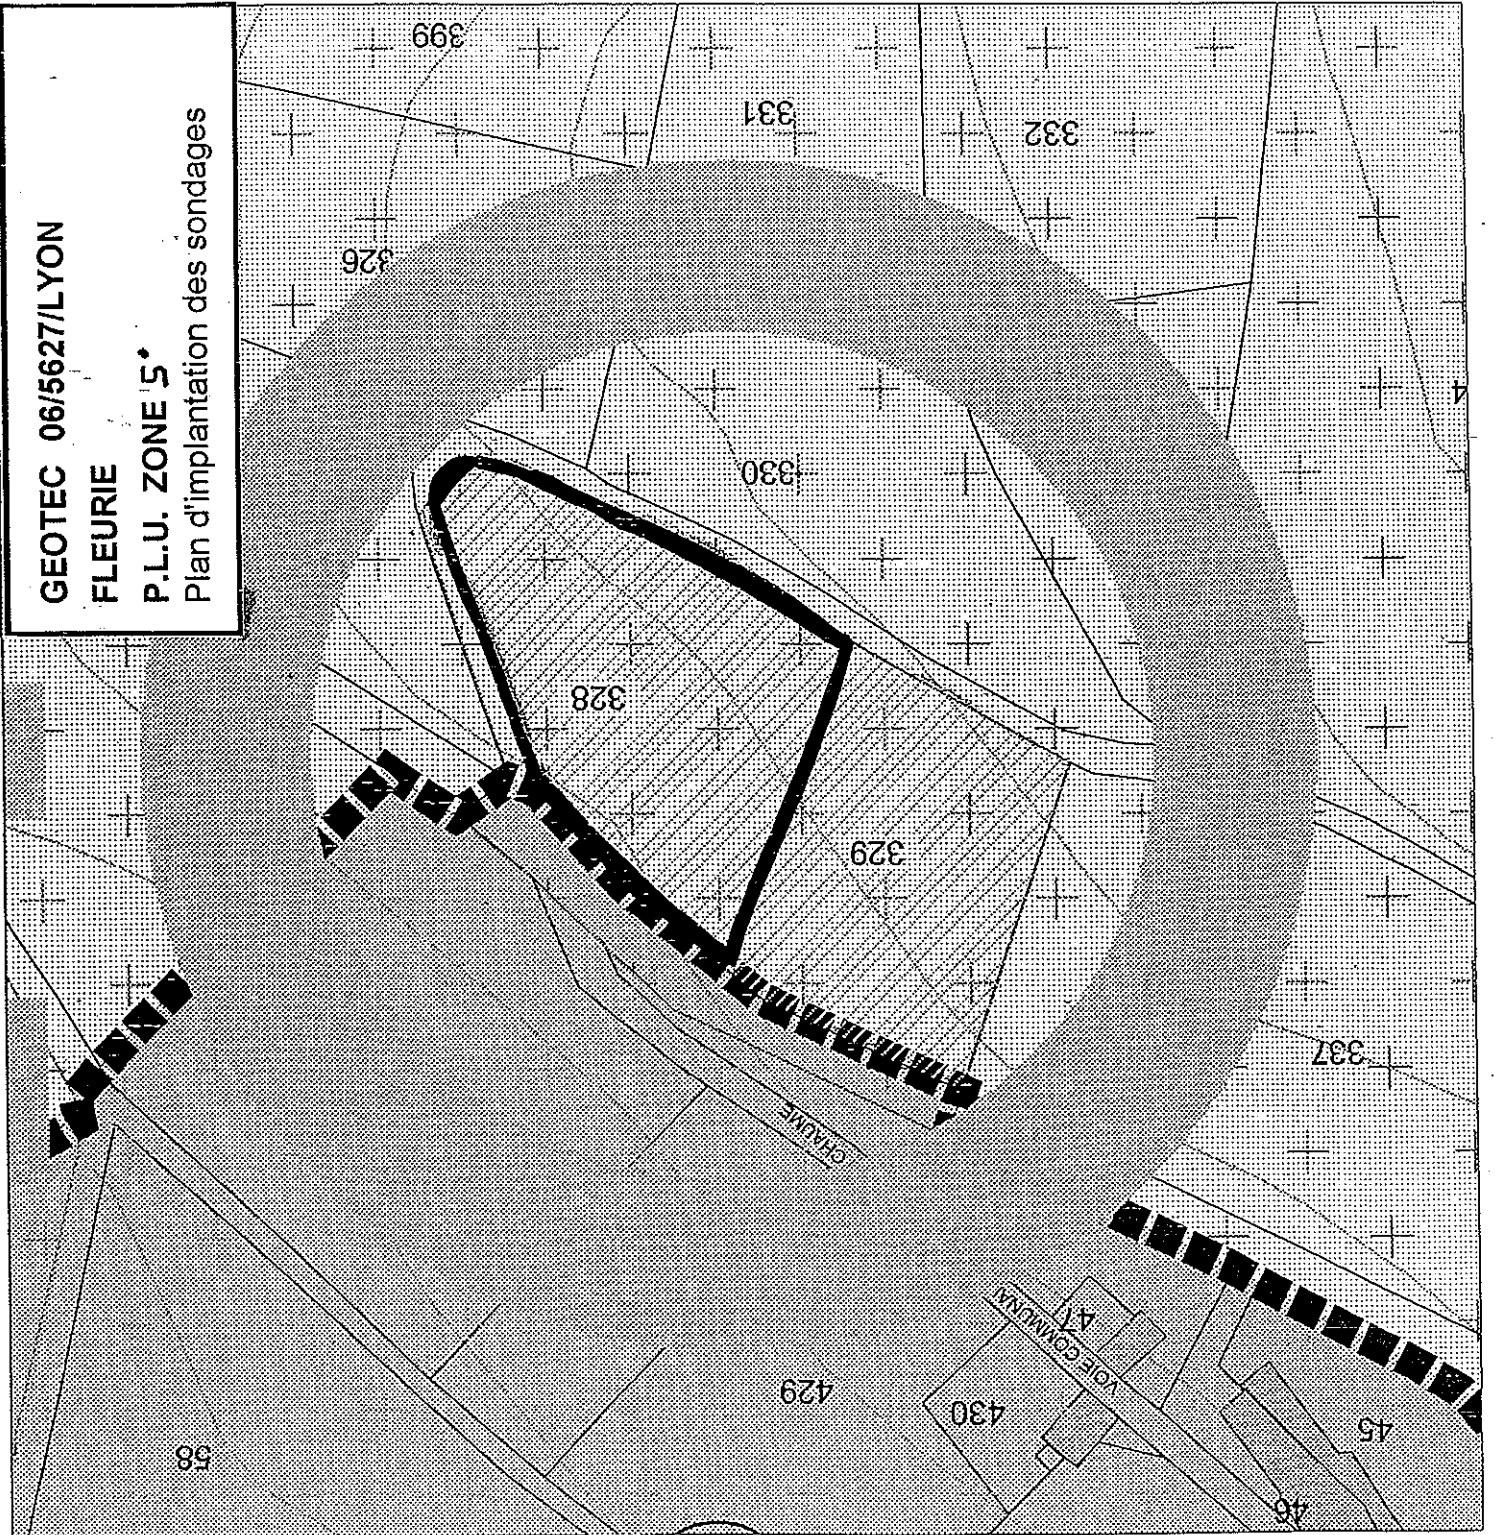 GEOTEC 06/5627/LYON
FLEURIE
P.L.U. ZONE 5*
Plan d'implantation des sondages
399
331
332
326
330
328
329
337
4
CHAUME
VOIE COMMUNA
47
429
430
45
46
58